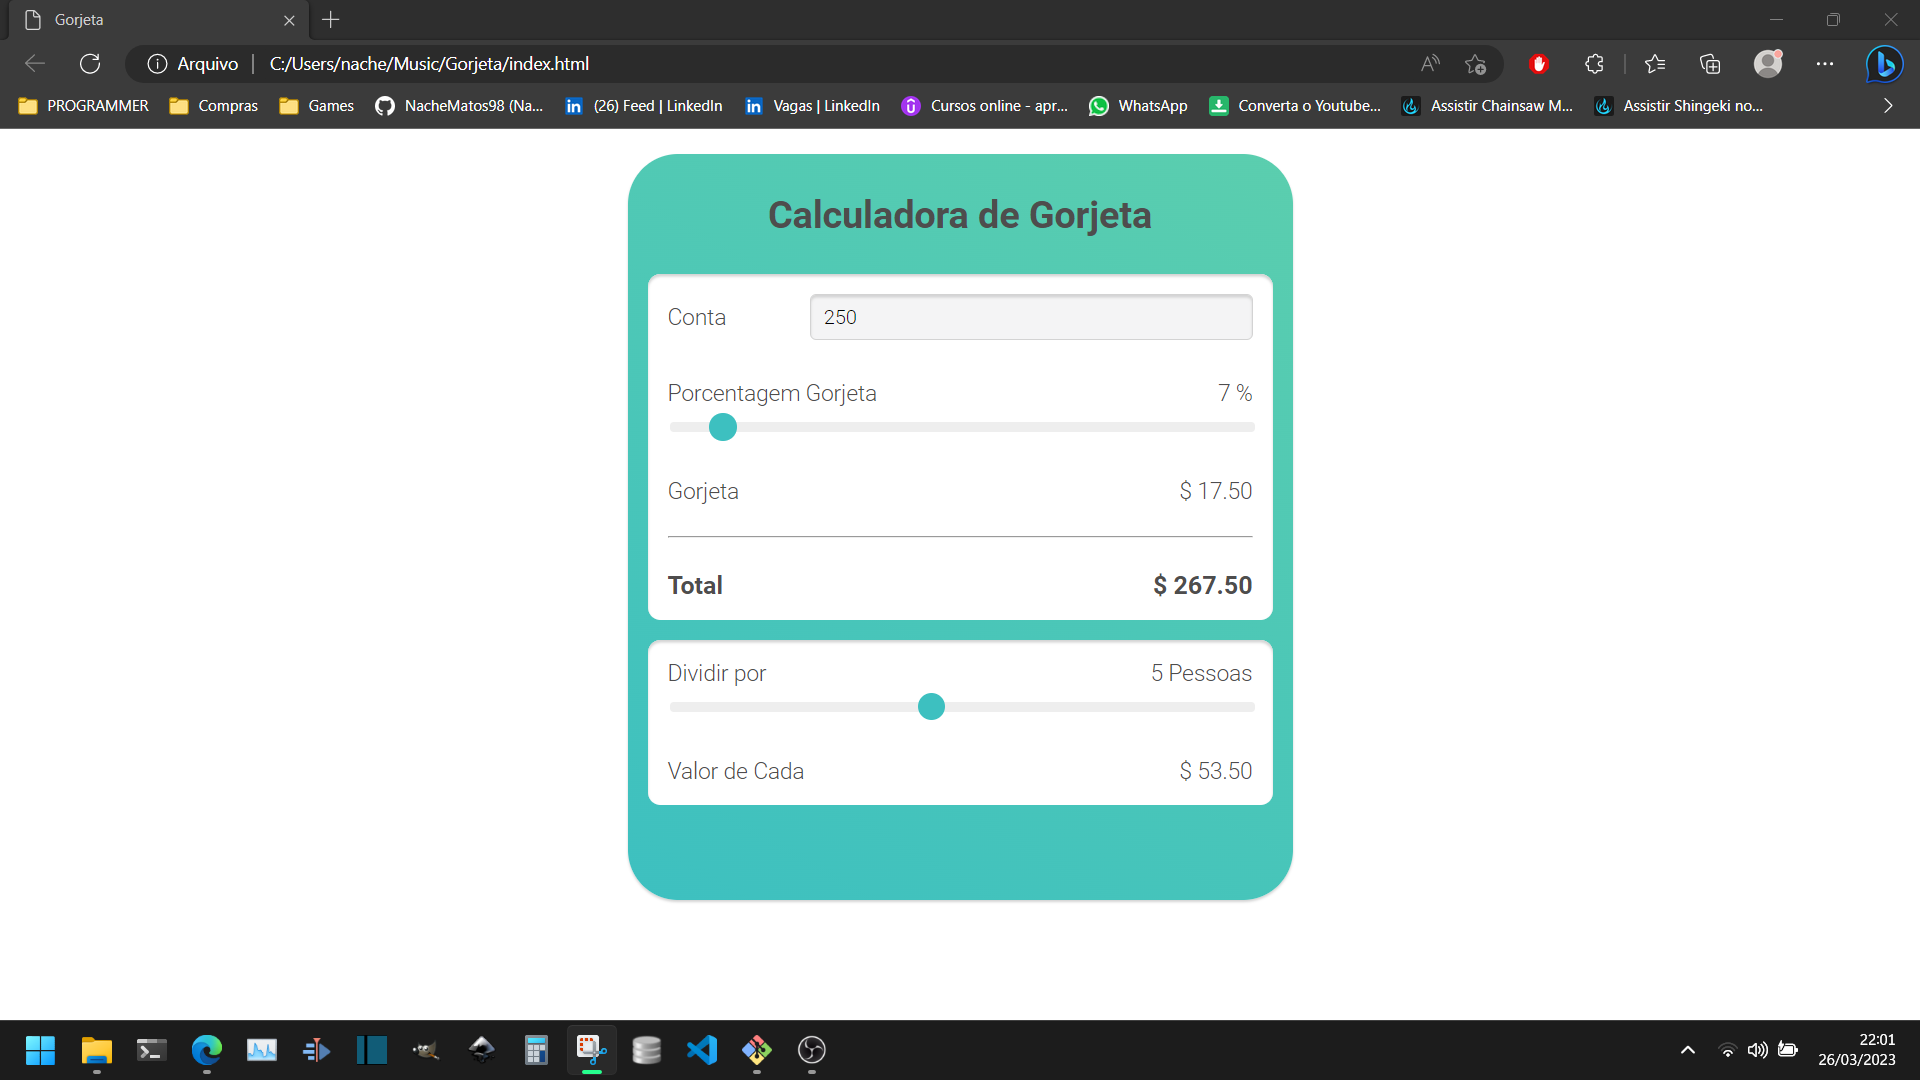 Gorjeta
Arquivo
C:/Users/nache/Music/Gorjeta/index.html
PROGRAMMER
Compras
Games
NacheMatos98 (Na...
(26) Feed | LinkedIn
Vagas | LinkedIn
Cursos online - apr...
WhatsApp
Converta o Youtube...
Assistir Chainsaw M...
Assistir Shingeki no...
Calculadora de Gorjeta
Conta 250
Porcentagem Gorjeta 7 %
Gorjeta $ 17.50
Total $ 267.50
Dividir por 5 Pessoas
Valor de Cada $ 53.50
22:01
26/03/2023